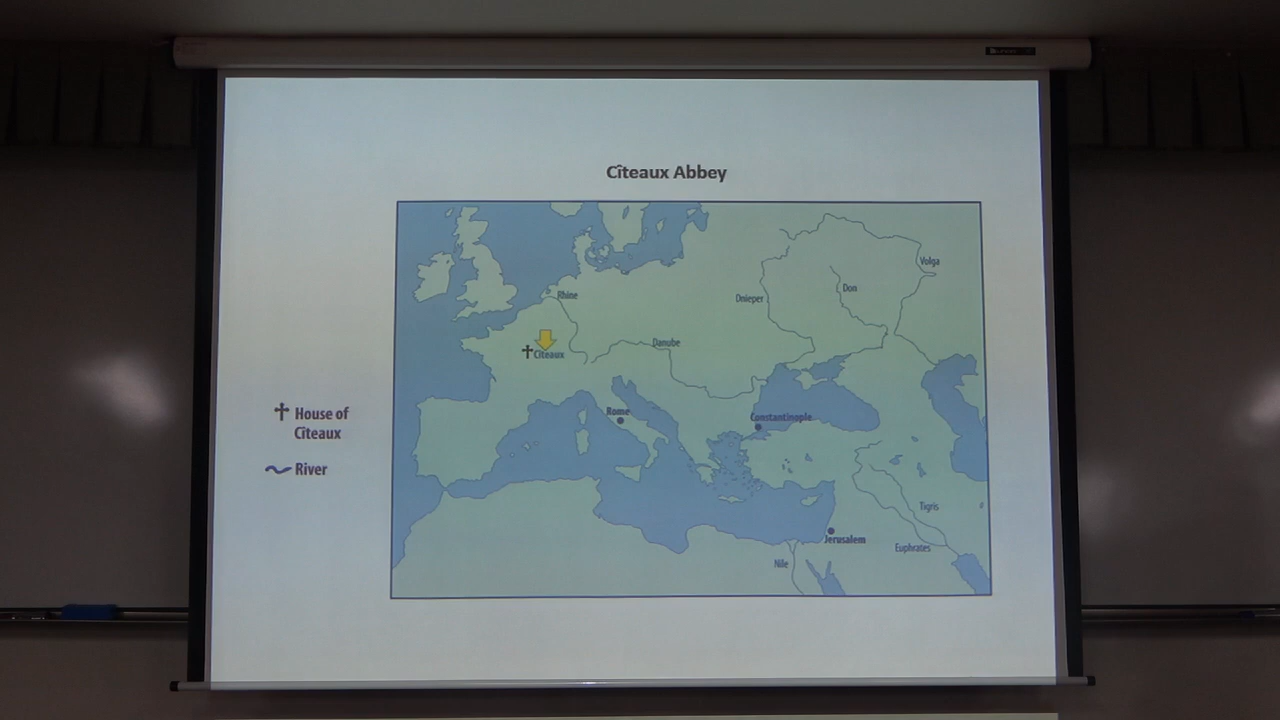 Cîteaux Abbey
Volga
Don
Rhine
Dnieper
Danube
Cîteaux
Rome
Constantinople
House of
Cîteaux
River
Tigris
Jerusalem
Euphrates
Nile